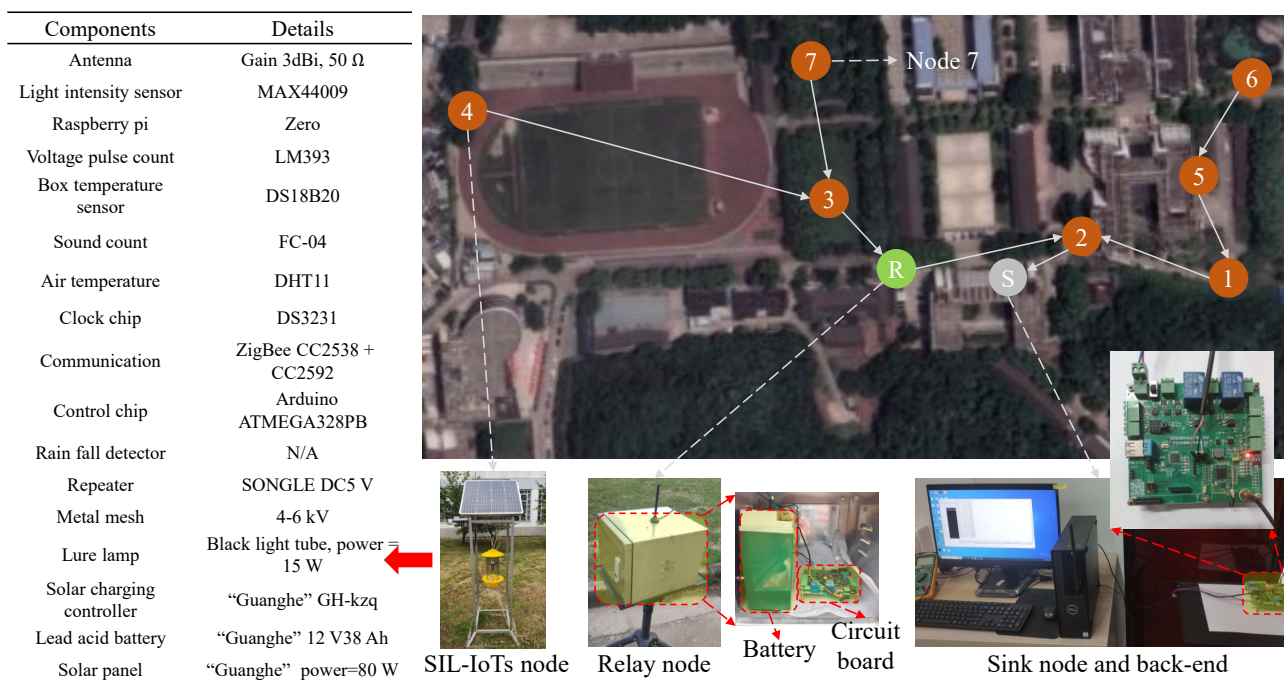 Components Details
Antenna Gain 3dBi, 50 Ω
Light intensity sensor MAX44009
Raspberry pi Zero
Voltage pulse count LM393
Box temperature
sensor DS18B20
Sound count FC-04
Air temperature DHT11
Clock chip DS3231
Communication ZigBee CC2538 +
CC2592
Control chip Arduino
ATMEGA328PB
Rain fall detector N/A
Repeater SONGLE DC5 V
Metal mesh 4-6 kV
Lure lamp Black light tube, power =
15 W
Solar charging
controller “Guanghe” GH-kzq
Lead acid battery “Guanghe” 12 V38 Ah
Solar panel “Guanghe” power=80 W
7 Node 7
6
4
5
3
2
R
S
1
SIL-IoTs node
Relay node
Battery
Circuit
board
Sink node and back-end
DELL